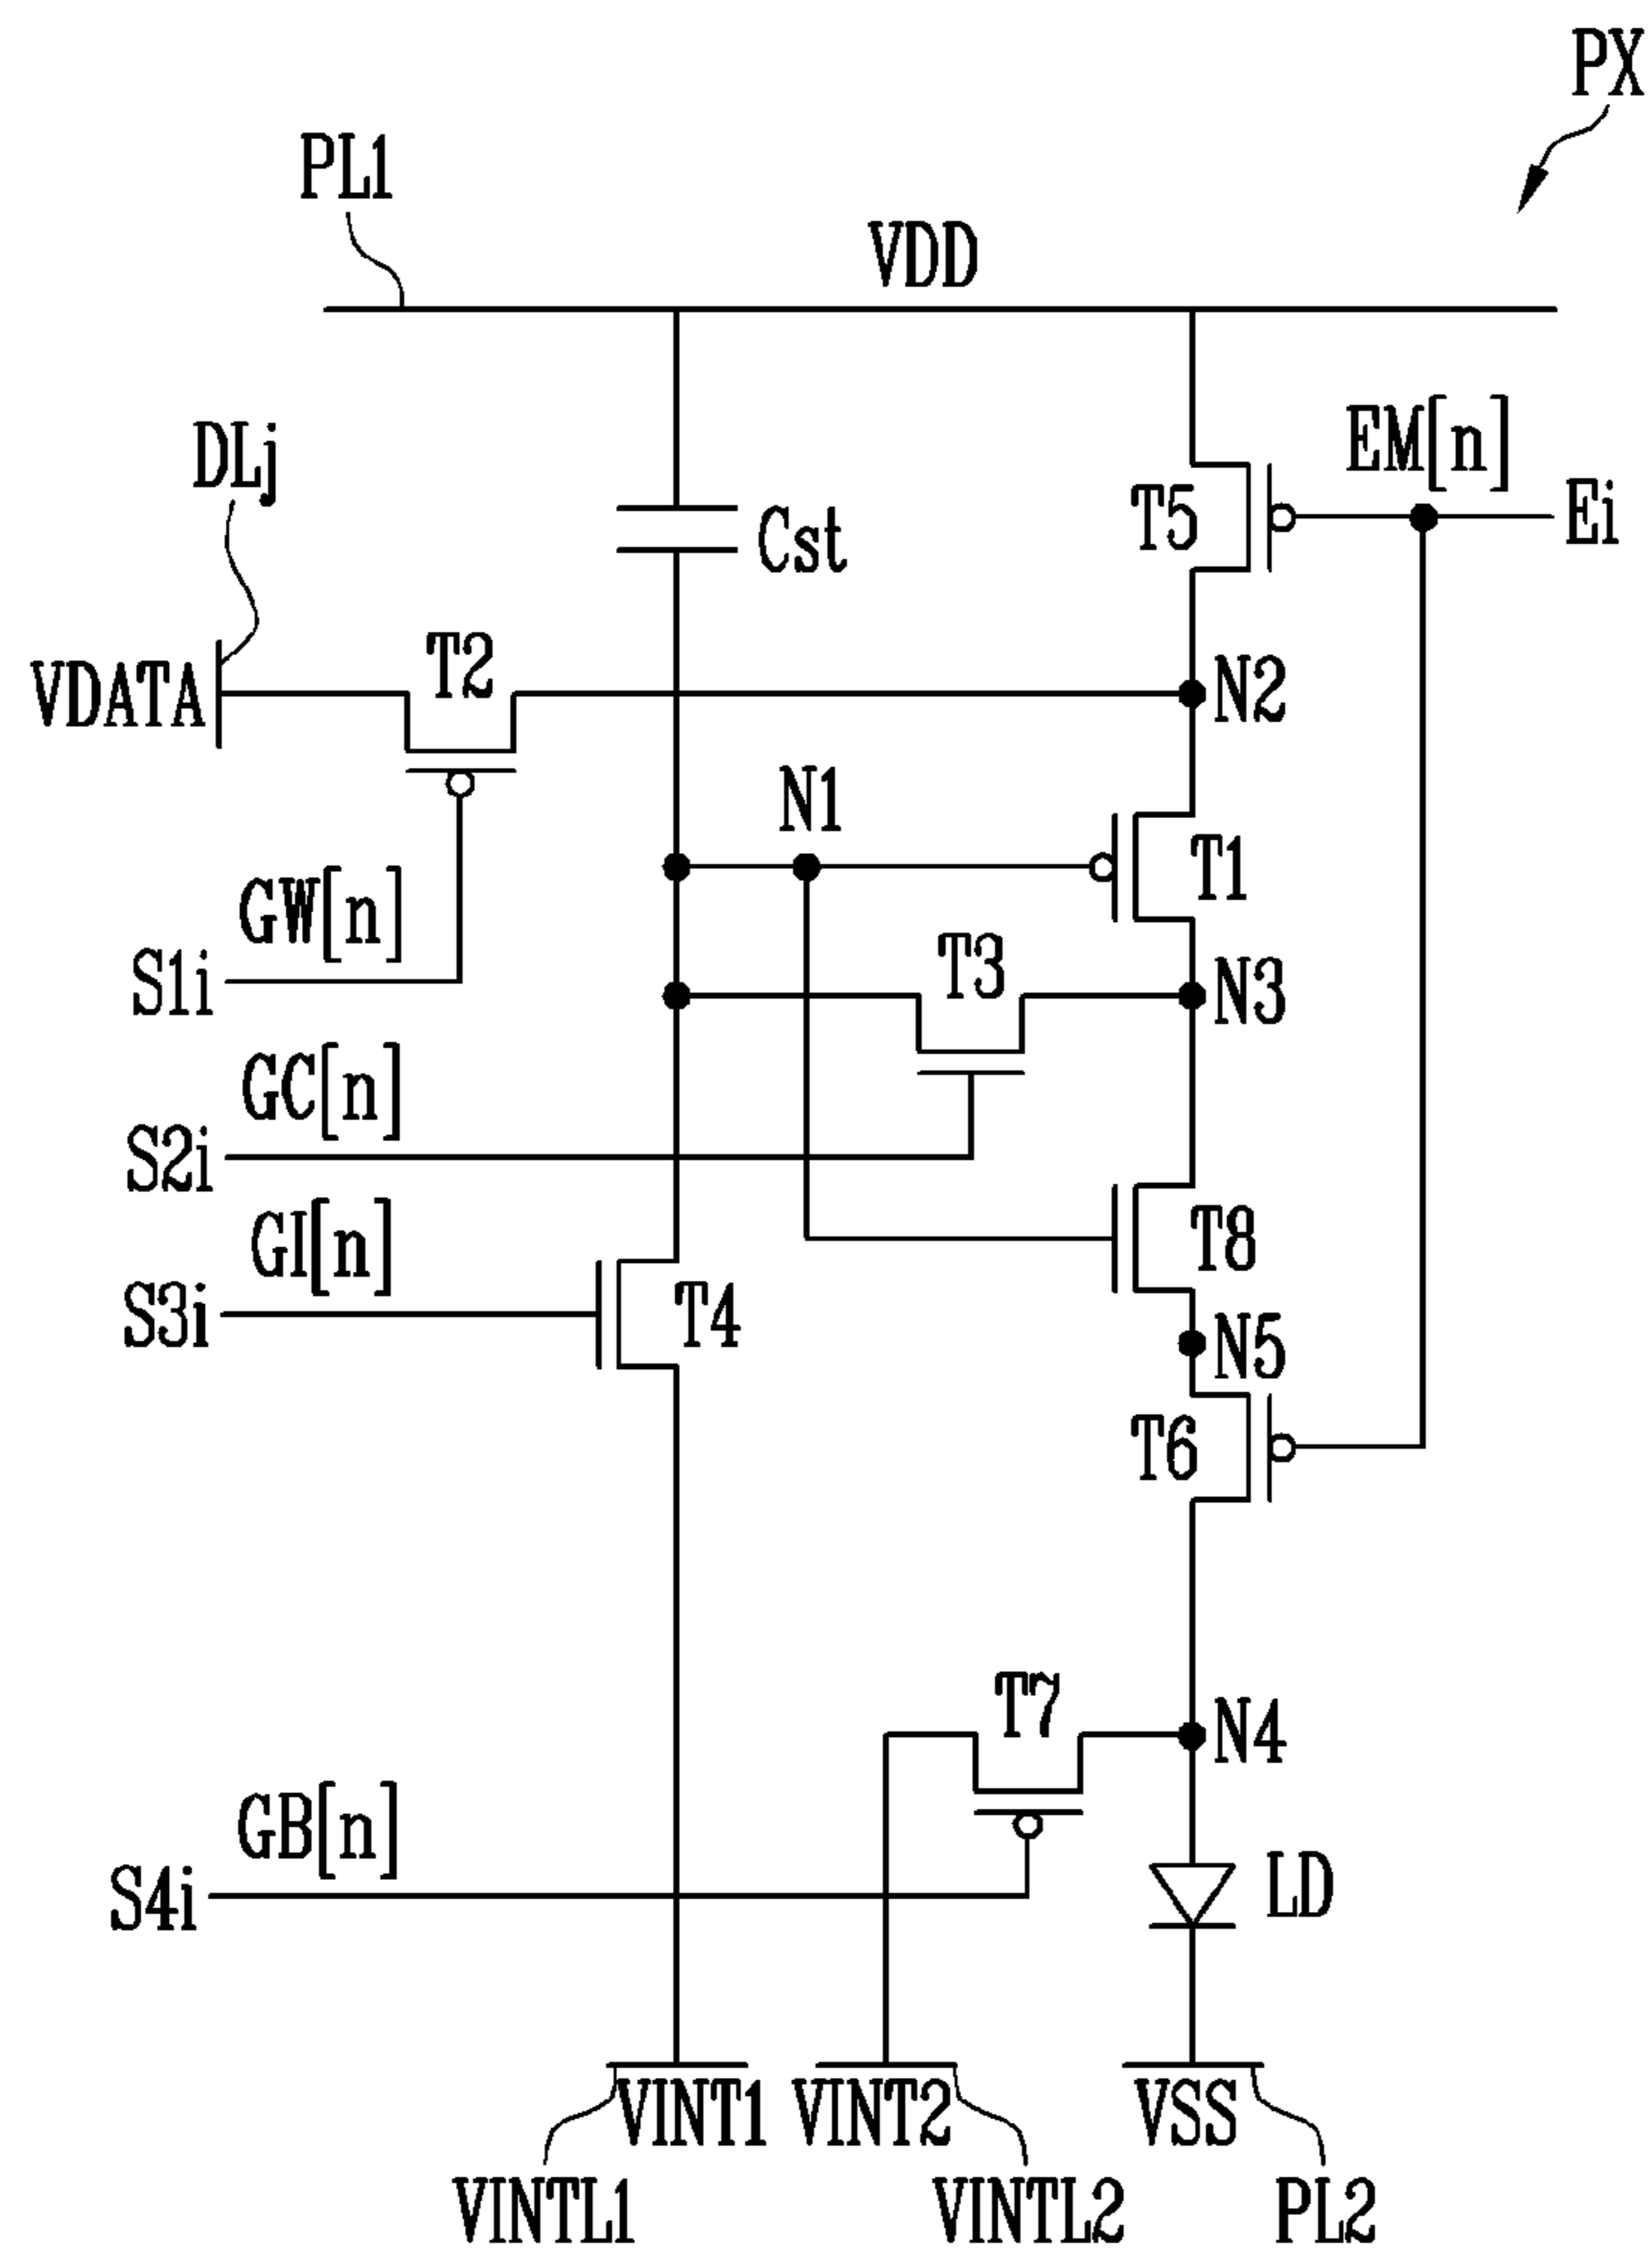 PX
PL1
VDD
EM[n]
DLj
Ei
T5
Cst
T2
N2
VDATA
N1
T1
GW[n]
T3
N3
S1i
GC[n]
S2i
T8
GI[n]
S3i
T4
N5
T6
T7
N4
GB[n]
LD
S4i
VINT1
VINT2
VSS
VINTL1
VINTL2
PL2